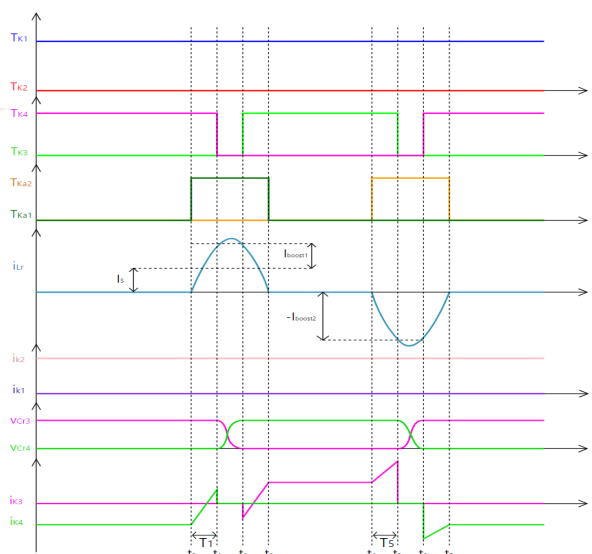 TK1
TK2
TK4
TK3
TKa2
TKa1
iLr
Iboost1
Is
-Iboost2
ik2
ik1
vCr3
vCr4
iK3
iK4
T1
T5